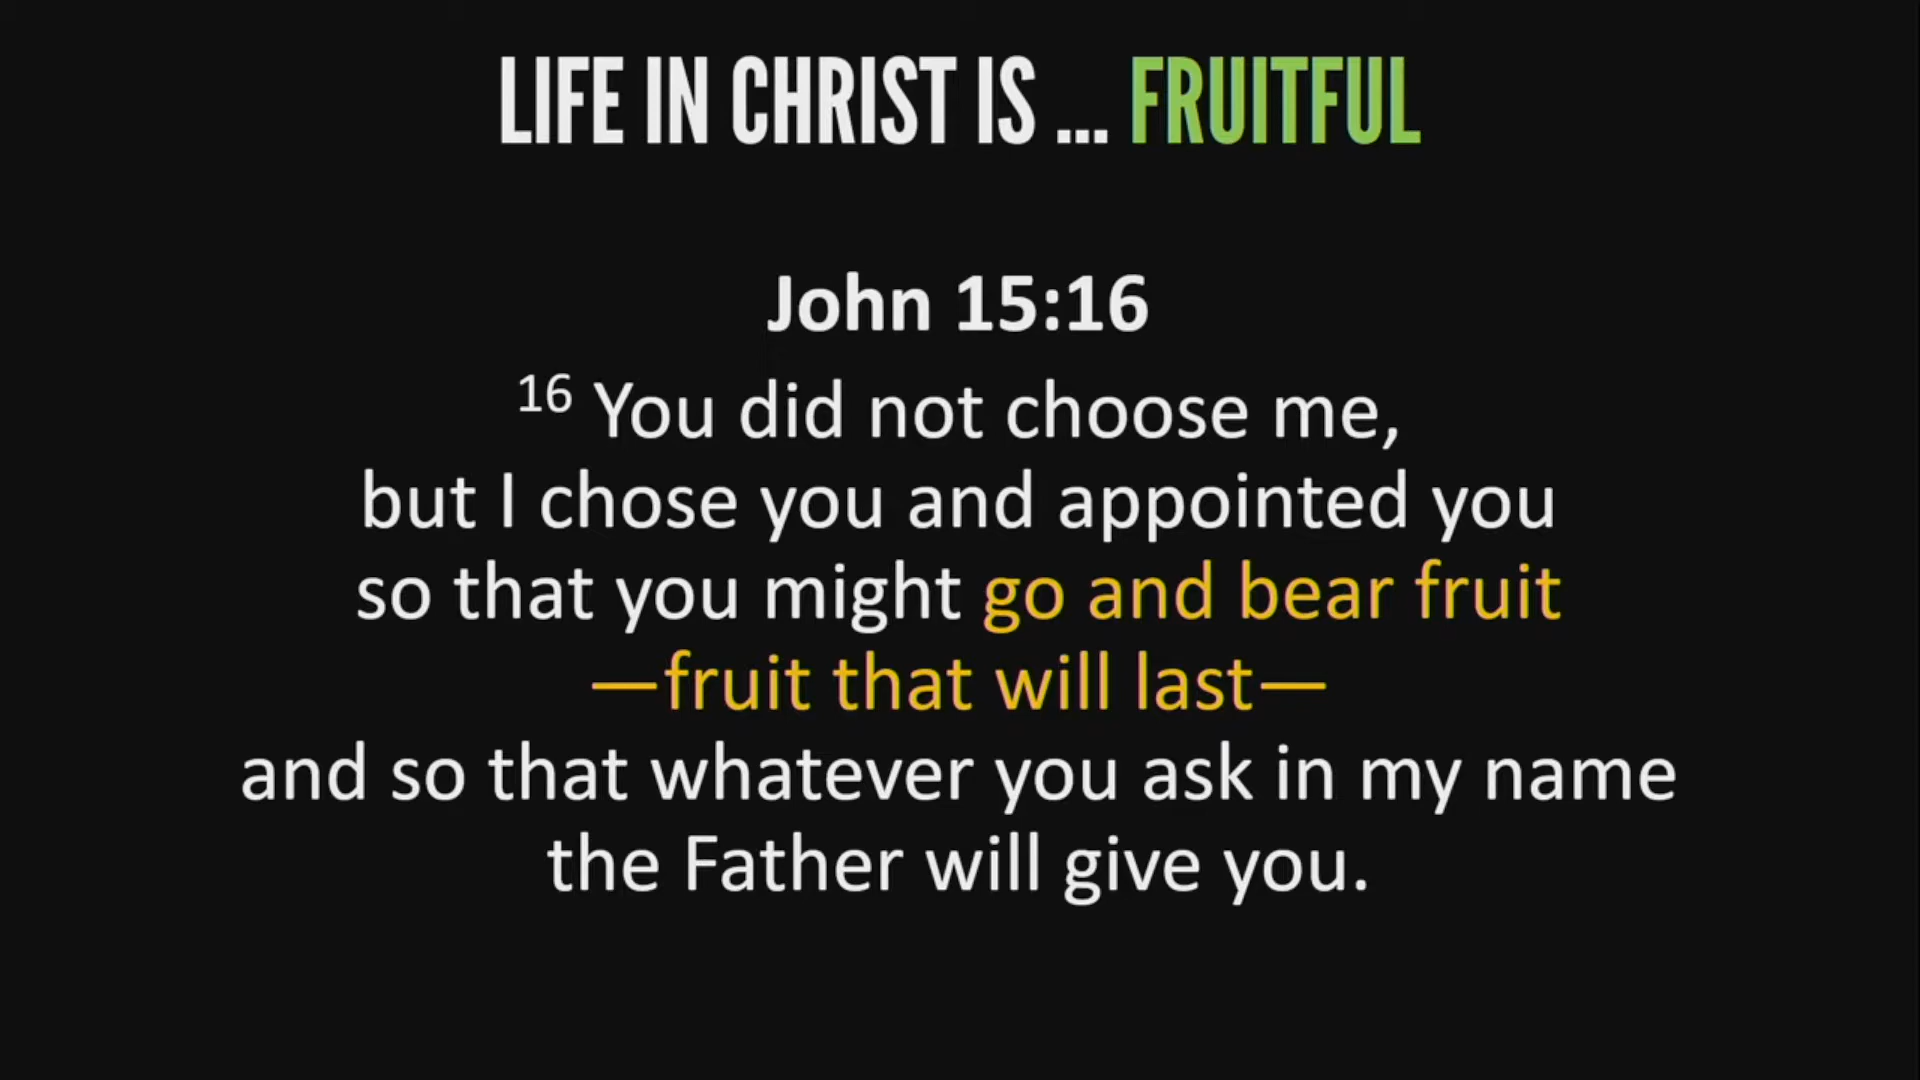 LIFE IN CHRIST IS ... FRUITFUL
John 15:16
16 You did not choose me,
but I chose you and appointed you
so that you might go and bear fruit
—fruit that will last—
and so that whatever you ask in my name
the Father will give you.